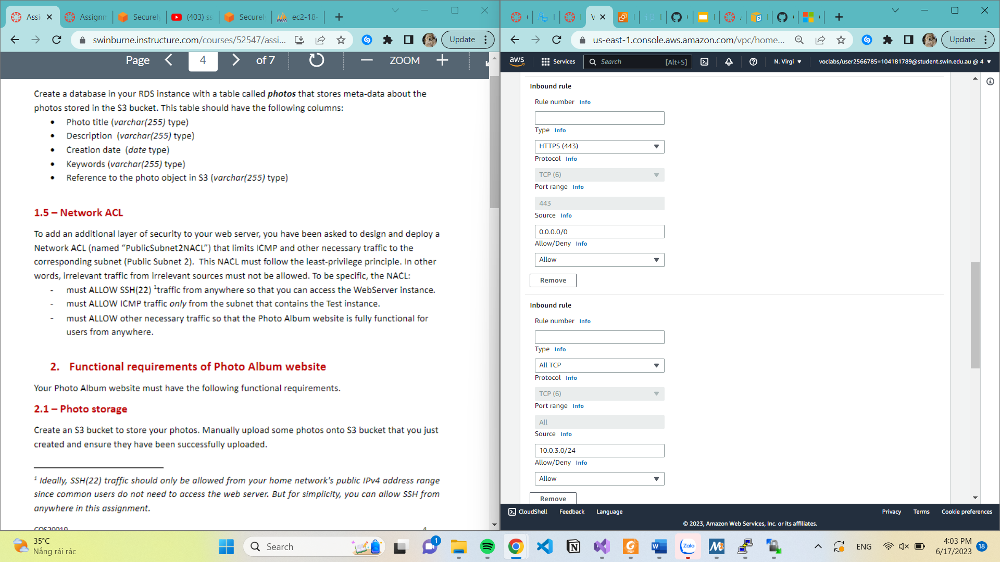 Assi
Assignm
Securely
(403) ss
Securely
ec2-18-
swinburne.instructure.com/courses/52547/assi...
Update
us-east-1.console.aws.amazon.com/vpc/home...
Update
Page
4
of 7
ZOOM
Create a database in your RDS instance with a table called photos that stores meta-data about the
photos stored in the S3 bucket. This table should have the following columns:
• Photo title (varchar(255) type)
• Description (varchar(255) type)
• Creation date (date type)
• Keywords (varchar(255) type)
• Reference to the photo object in S3 (varchar(255) type)
1.5 – Network ACL
To add an additional layer of security to your web server, you have been asked to design and deploy a
Network ACL (named “PublicSubnet2NACL”) that limits ICMP and other necessary traffic to the
corresponding subnet (Public Subnet 2). This NACL must follow the least-privilege principle. In other
words, irrelevant traffic from irrelevant sources must not be allowed. To be specific, the NACL:
- must ALLOW SSH(22) 1traffic from anywhere so that you can access the WebServer instance.
- must ALLOW ICMP traffic only from the subnet that contains the Test instance.
- must ALLOW other necessary traffic so that the Photo Album website is fully functional for
users from anywhere.
2. Functional requirements of Photo Album website
Your Photo Album website must have the following functional requirements.
2.1 – Photo storage
Create an S3 bucket to store your photos. Manually upload some photos onto S3 bucket that you just
created and ensure they have been successfully uploaded.
1 Ideally, SSH(22) traffic should only be allowed from your home network's public IPv4 address range
since common users do not need to access the web server. But for simplicity, you can allow SSH from
anywhere in this assignment.
COS20019
4
aws
Services
Search
[Alt+S]
N. Virgi
voclabs/user2566785=104181789@student.swin.edu.au @ 4
Inbound rule
Rule number Info
Type Info
HTTPS (443)
Protocol Info
TCP (6)
Port range Info
443
Source Info
0.0.0.0/0
Allow/Deny Info
Allow
Remove
Inbound rule
Rule number Info
Type Info
All TCP
Protocol Info
TCP (6)
Port range Info
All
Source Info
10.0.3.0/24
Allow/Deny Info
Allow
Remove
CloudShell
Feedback
Language
Privacy
Terms
Cookie preferences
© 2023, Amazon Web Services, Inc. or its affiliates.
35°C
Nắng rải rác
Search
1
Zalo
ENG
4:03 PM
6/17/2023
18